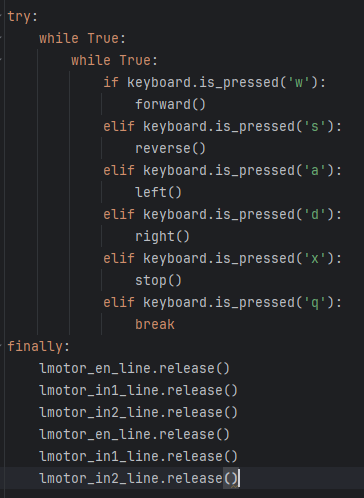 try:
    while True:
        while True:
            if keyboard.is_pressed('w'):
                forward()
            elif keyboard.is_pressed('s'):
                reverse()
            elif keyboard.is_pressed('a'):
                left()
            elif keyboard.is_pressed('d'):
                right()
            elif keyboard.is_pressed('x'):
                stop()
            elif keyboard.is_pressed('q'):
                break
finally:
    lmotor_en_line.release()
    lmotor_in1_line.release()
    lmotor_in2_line.release()
    lmotor_en_line.release()
    lmotor_in1_line.release()
    lmotor_in2_line.release()